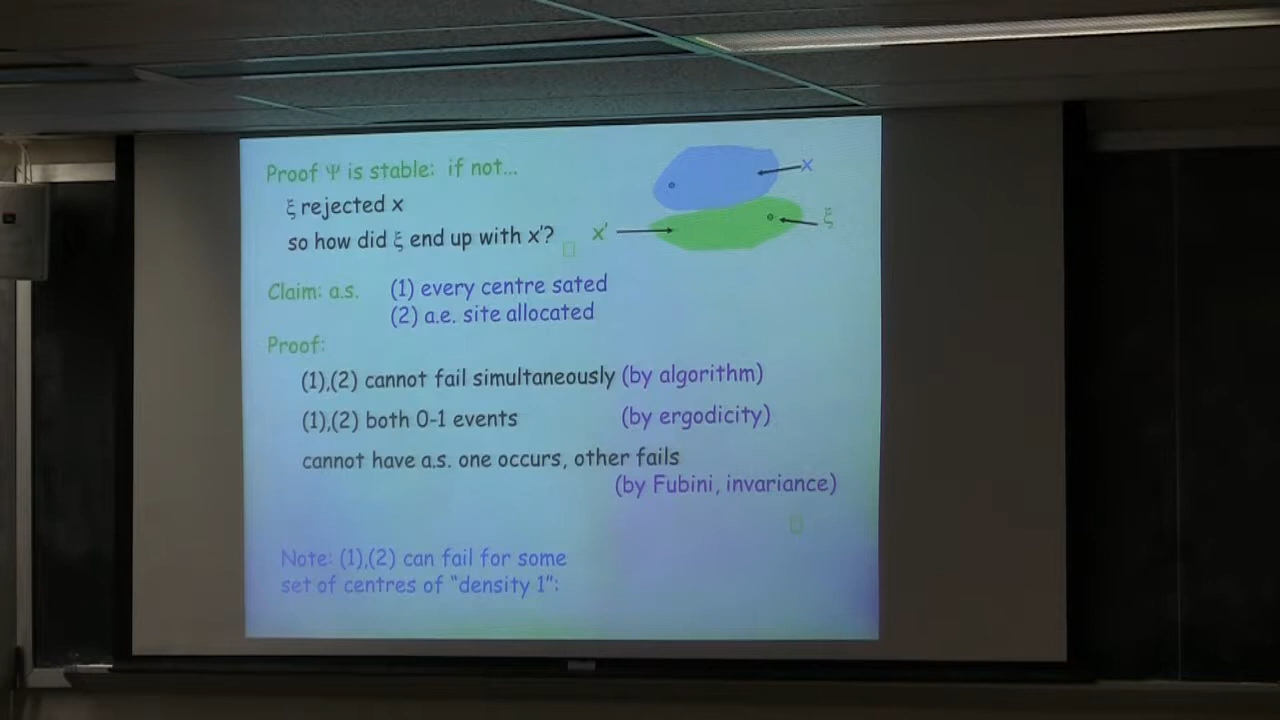 Proof Ψ is stable: if not...
ξ rejected x
so how did ξ end up with x'?
x
x'
ξ
Claim: a.s. (1) every centre sated
(2) a.e. site allocated
Proof:
(1),(2) cannot fail simultaneously (by algorithm)
(1),(2) both 0-1 events (by ergodicity)
cannot have a.s. one occurs, other fails
(by Fubini, invariance)
Note: (1),(2) can fail for some
set of centres of “density 1”: